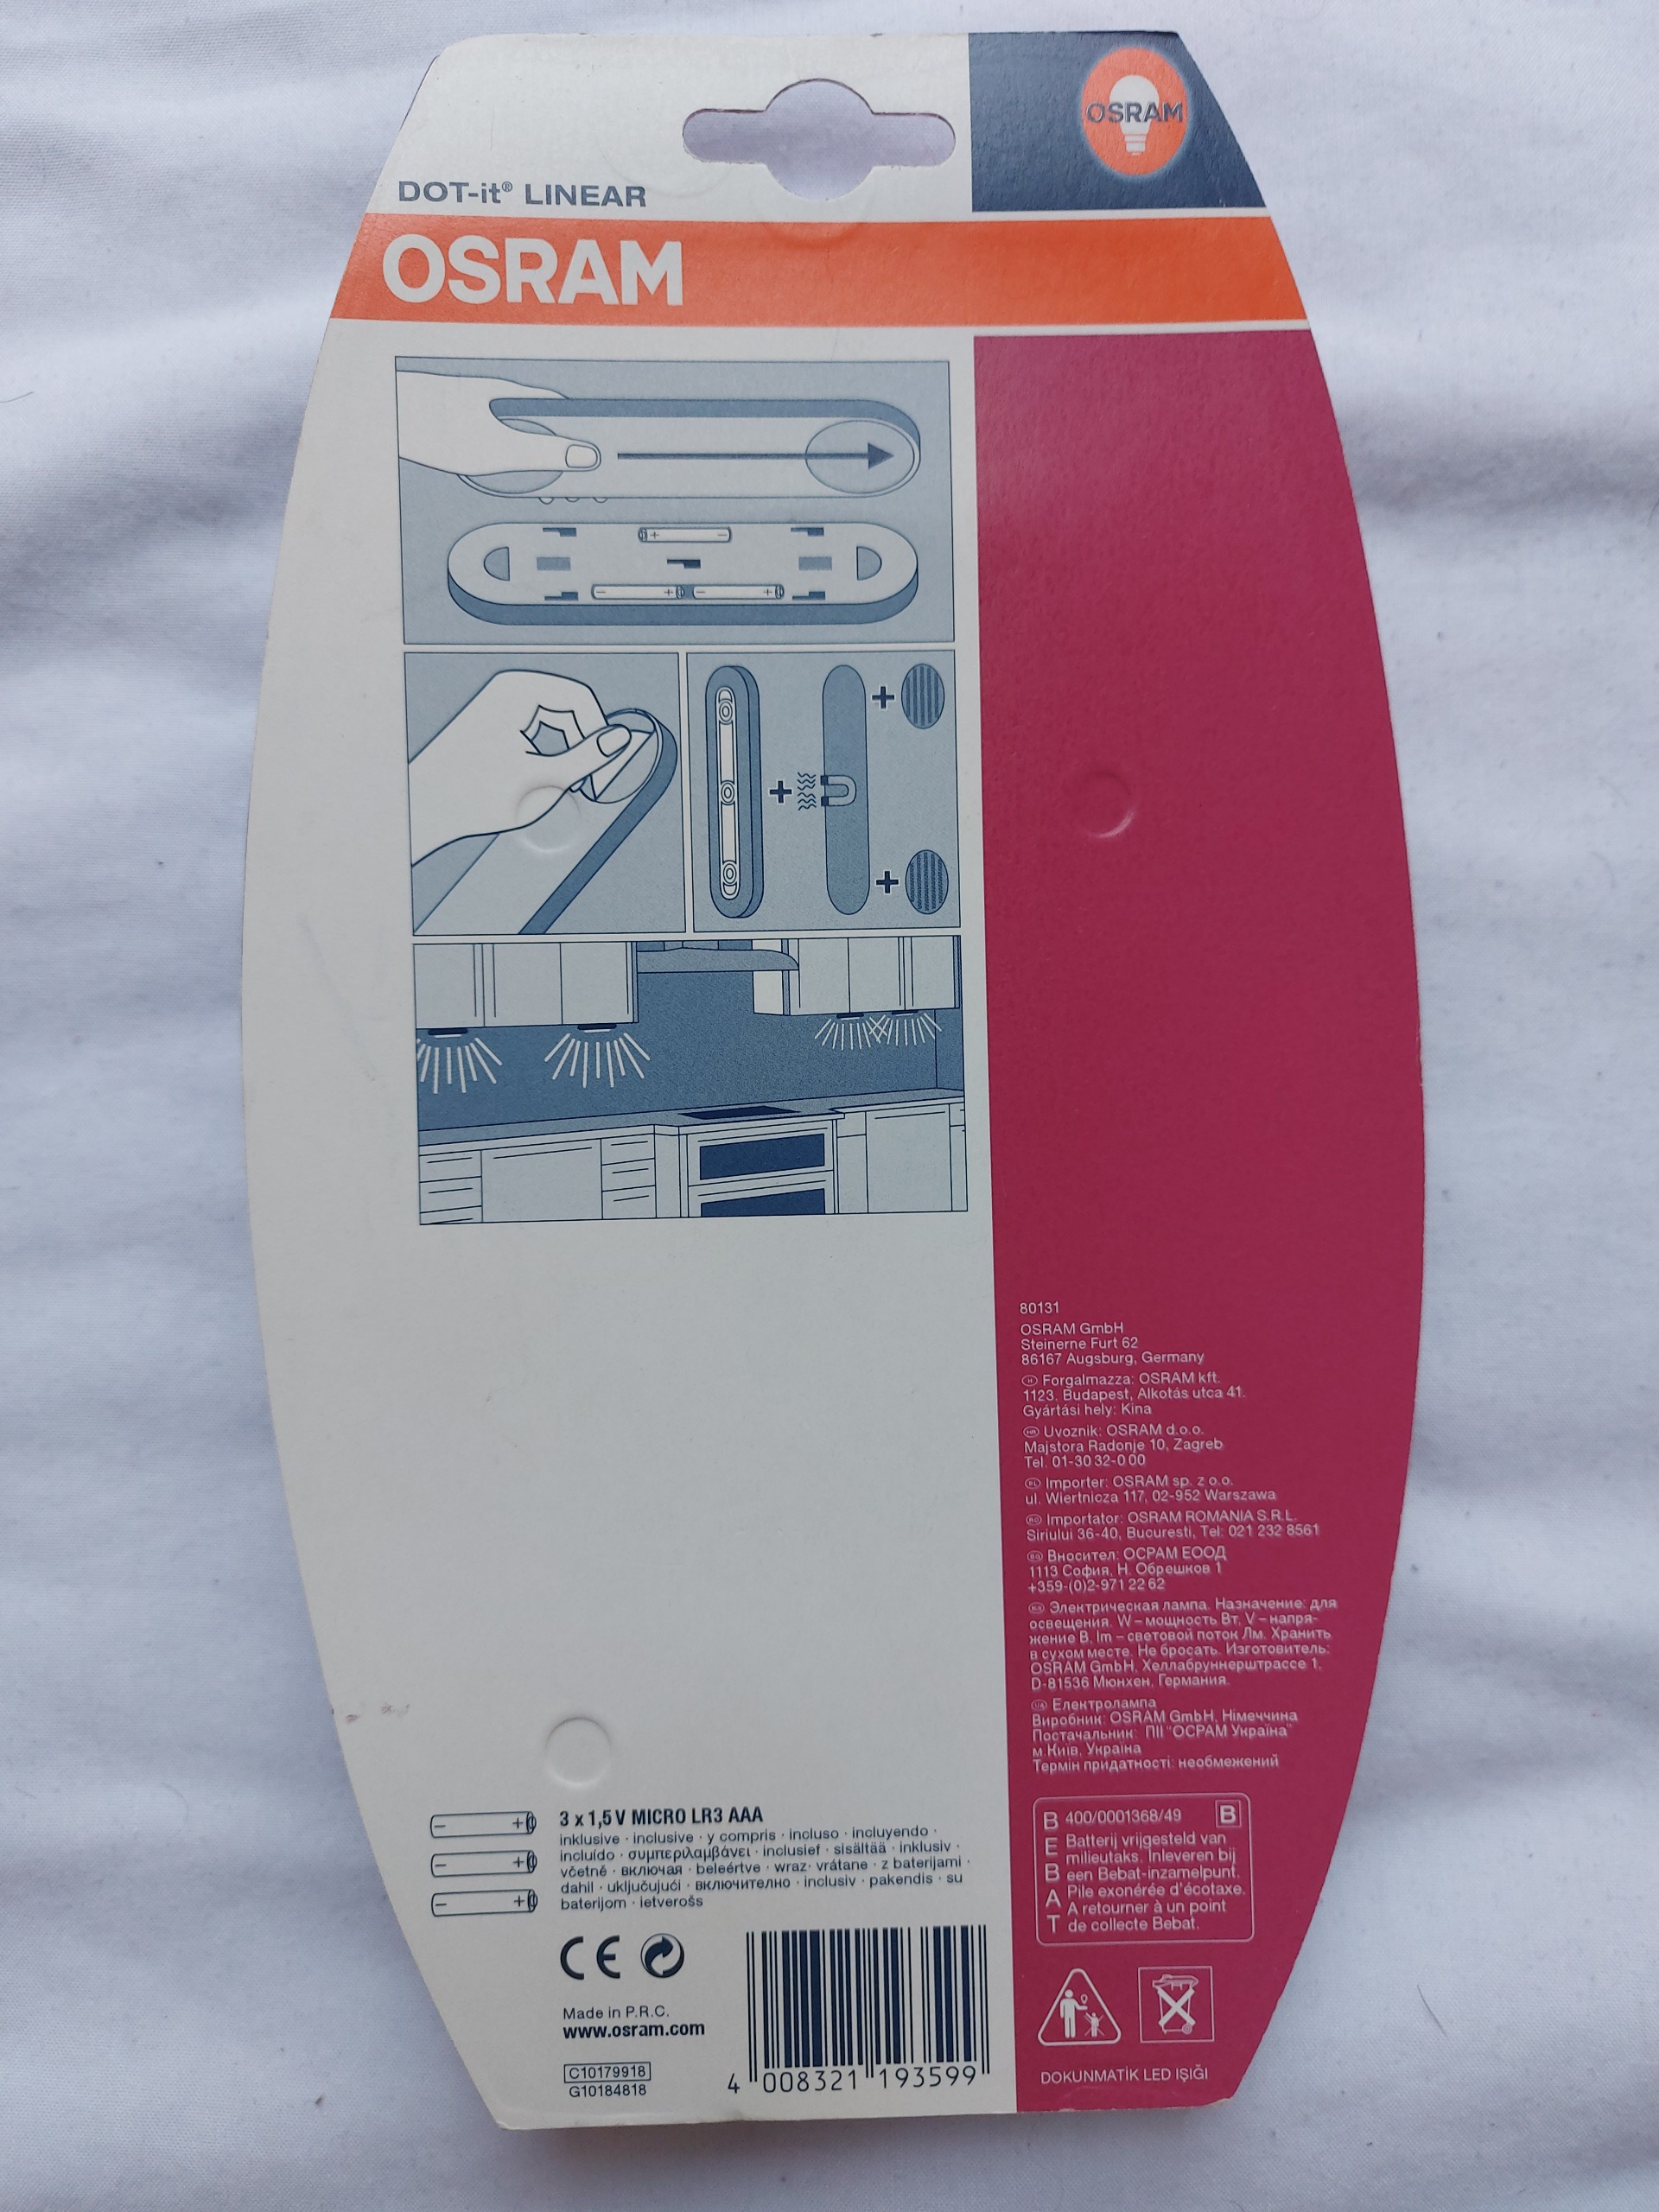 OSRAM
DOT-it® LINEAR
OSRAM
80131
OSRAM GmbH
Steinerne Furt 62
86167 Augsburg, Germany
H Forgalmazza: OSRAM kft.
1123. Budapest, Alkotás utca 41.
Gyártási hely: Kína
HR Uvoznik: OSRAM d.o.o.
Majstora Radonje 10, Zagreb
Tel. 01-30 32-0 00
PL Importer: OSRAM sp. z o.o.
ul. Wiertnicza 117, 02-952 Warszawa
RO Importator: OSRAM ROMANIA S.R.L.
Siriului 36-40, Bucuresti, Tel: 021 232 8561
BG Вносител: ОСРАМ ЕООД
1113 София, Н. Обрешков 1
+359-(0)2-971 22 62
Электрическая лампа. Назначение: для
освещения. W – мощность Вт, V – напря-
жение В, lm – световой поток Лм. Хранить
в сухом месте. Не бросать. Изготовитель:
OSRAM GmbH, Хеллабруннерштрассе 1,
D-81536 Мюнхен, Германия.
UA Електролампа
Виробник: OSRAM GmbH, Німеччина
Постачальник: ПІІ "ОСРАМ Україна"
м.Київ, Україна
Термін придатності: необмежений
BEBAT
400/0001368/49 B
Batterij vrijgesteld van
milieutaks. Inleveren bij
een Bebat-inzamelpunt.
Pile exonérée d'écotaxe.
A retourner à un point
de collecte Bebat.
DOKUNMATİK LED IŞIĞI
3 x 1,5 V MICRO LR3 AAA
inklusive · inclusive · y compris · incluso · incluyendo ·
incluído · συμπεριλαμβάνει · inclusief · sisältää · inklusiv ·
včetně · включая · beleértve · wraz· vrátane · z baterijami ·
dahil · uključujući · включително · inclusiv · pakendis · su
baterijom · ietverošs
CE
Made in P.R.C.
www.osram.com
C10179918
G10184818
4 008321 193599